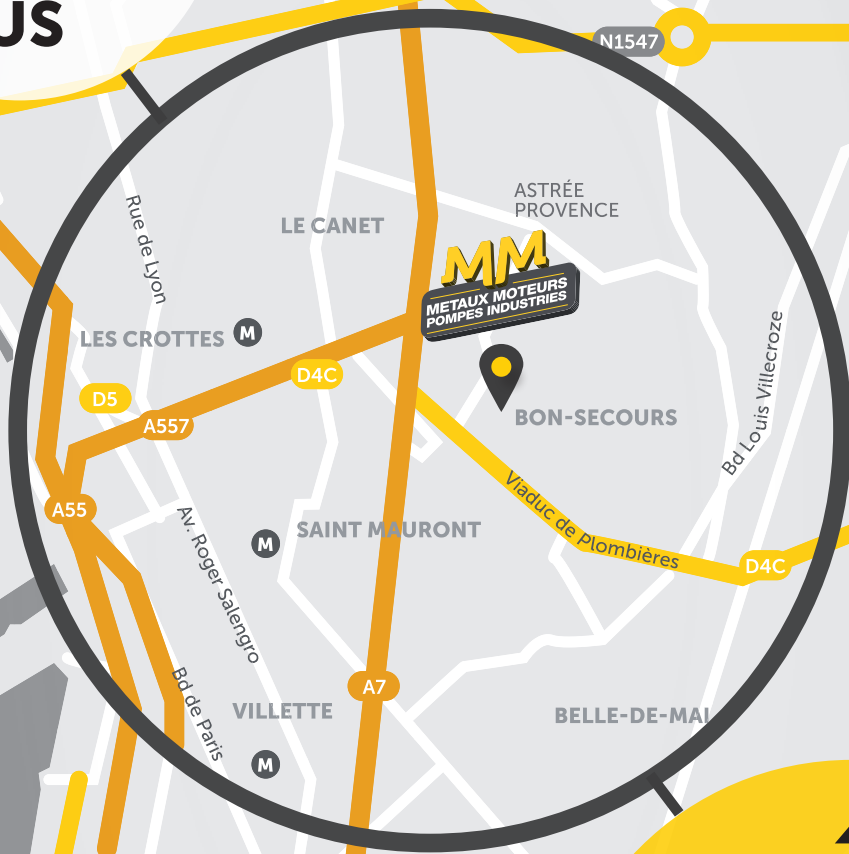 US
N1547
ASTRÉE
PROVENCE
Rue de Lyon
LE CANET
MM
METAUX MOTEURS
POMPES INDUSTRIES
LES CROTTES
M
D4C
D5
A557
BON-SECOURS
Bd Louis Villecroze
A55
Viaduc de Plombières
SAINT MAURONT
M
Av. Roger Salengro
D4C
A7
Bd de Paris
VILLETTE
BELLE-DE-MAI
M